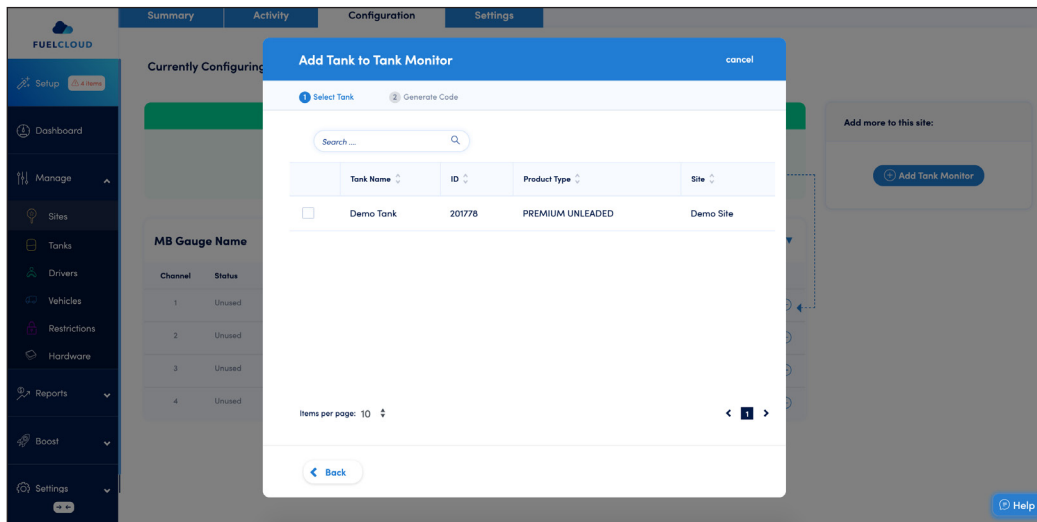 Summary Activity Configuration Settings
FUELCLOUD
Setup 4 items
Dashboard
Manage
Sites
Tanks
Drivers
Vehicles
Restrictions
Hardware
Reports
Boost
Settings
Currently Configuring
MB Gauge Name
Channel Status
1 Unused
2 Unused
3 Unused
4 Unused
Add Tank to Tank Monitor cancel
1 Select Tank 2 Generate Code
Search ....
Tank Name ID Product Type Site
Demo Tank 201778 PREMIUM UNLEADED Demo Site
Items per page: 10 1
Back
Add more to this site:
Add Tank Monitor
Help